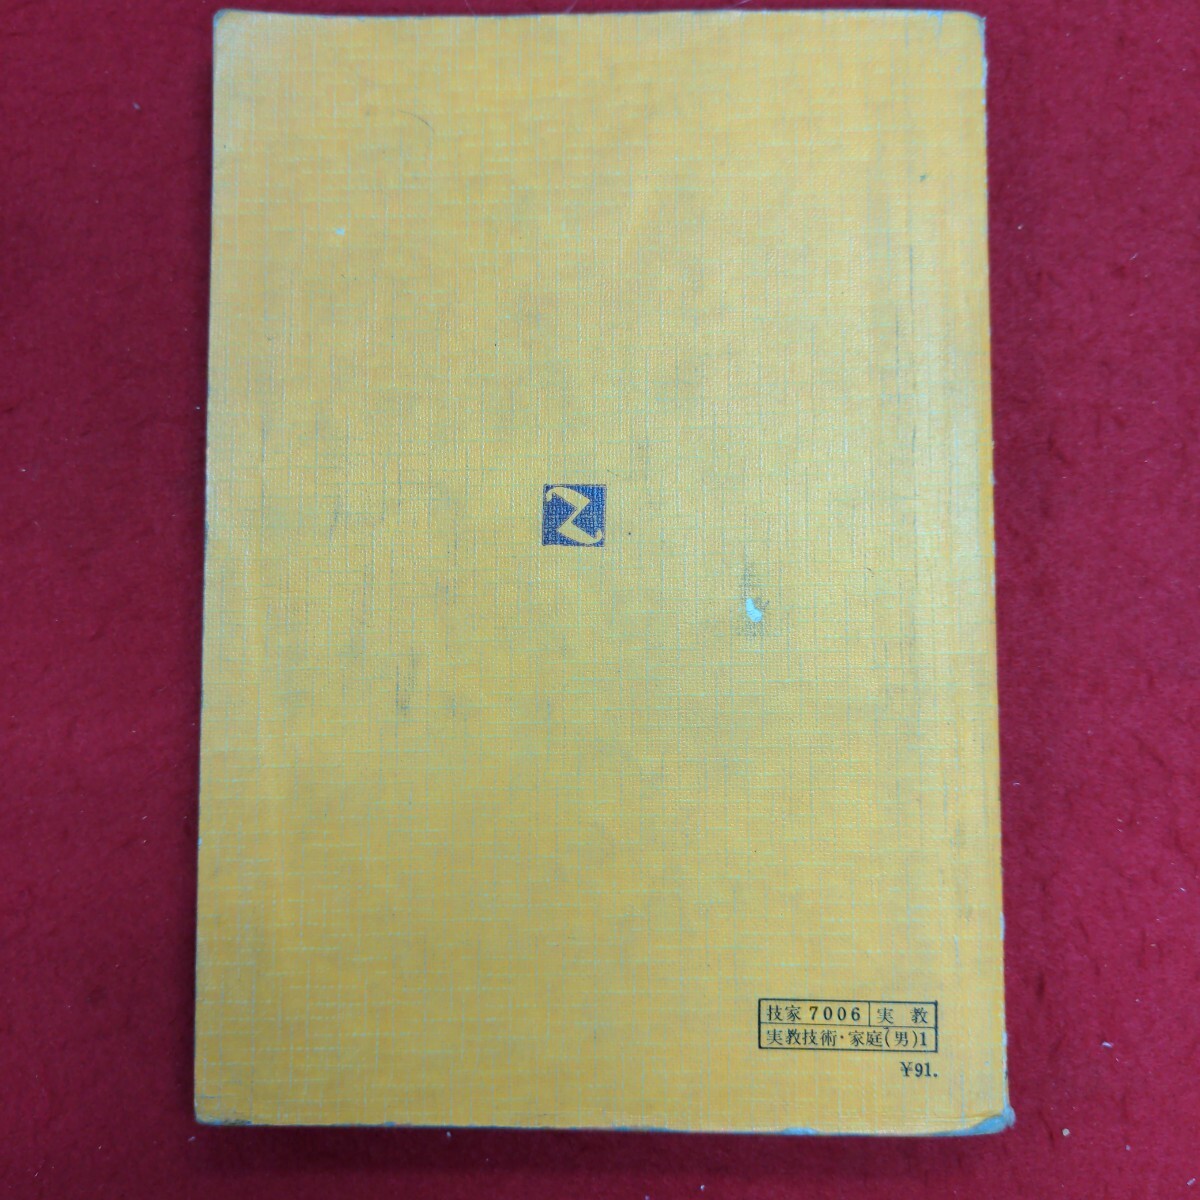 技家 7006 実教
実教技術・家庭(男)1
¥91.